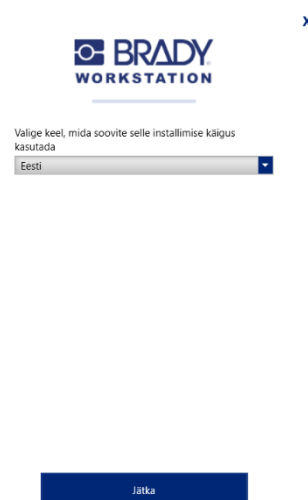 X
BRADY
WORKSTATION
Valige keel, mida soovite selle installimise käigus
kasutada
Eesti
Jätka